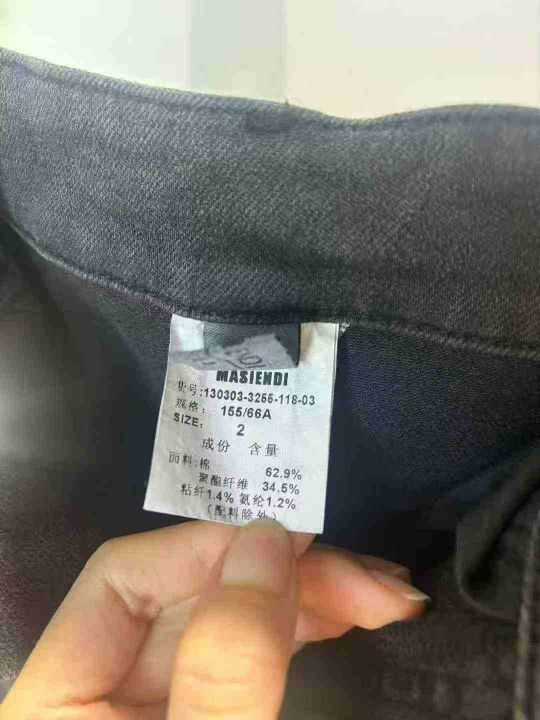 MASIENDI
货号:130303-3255-118-03
规格: 155/66A
SIZE: 2
成份 含量
面料:棉 62.9%
聚酯纤维 34.5%
粘纤1.4% 氨纶1.2%
(配料除外)